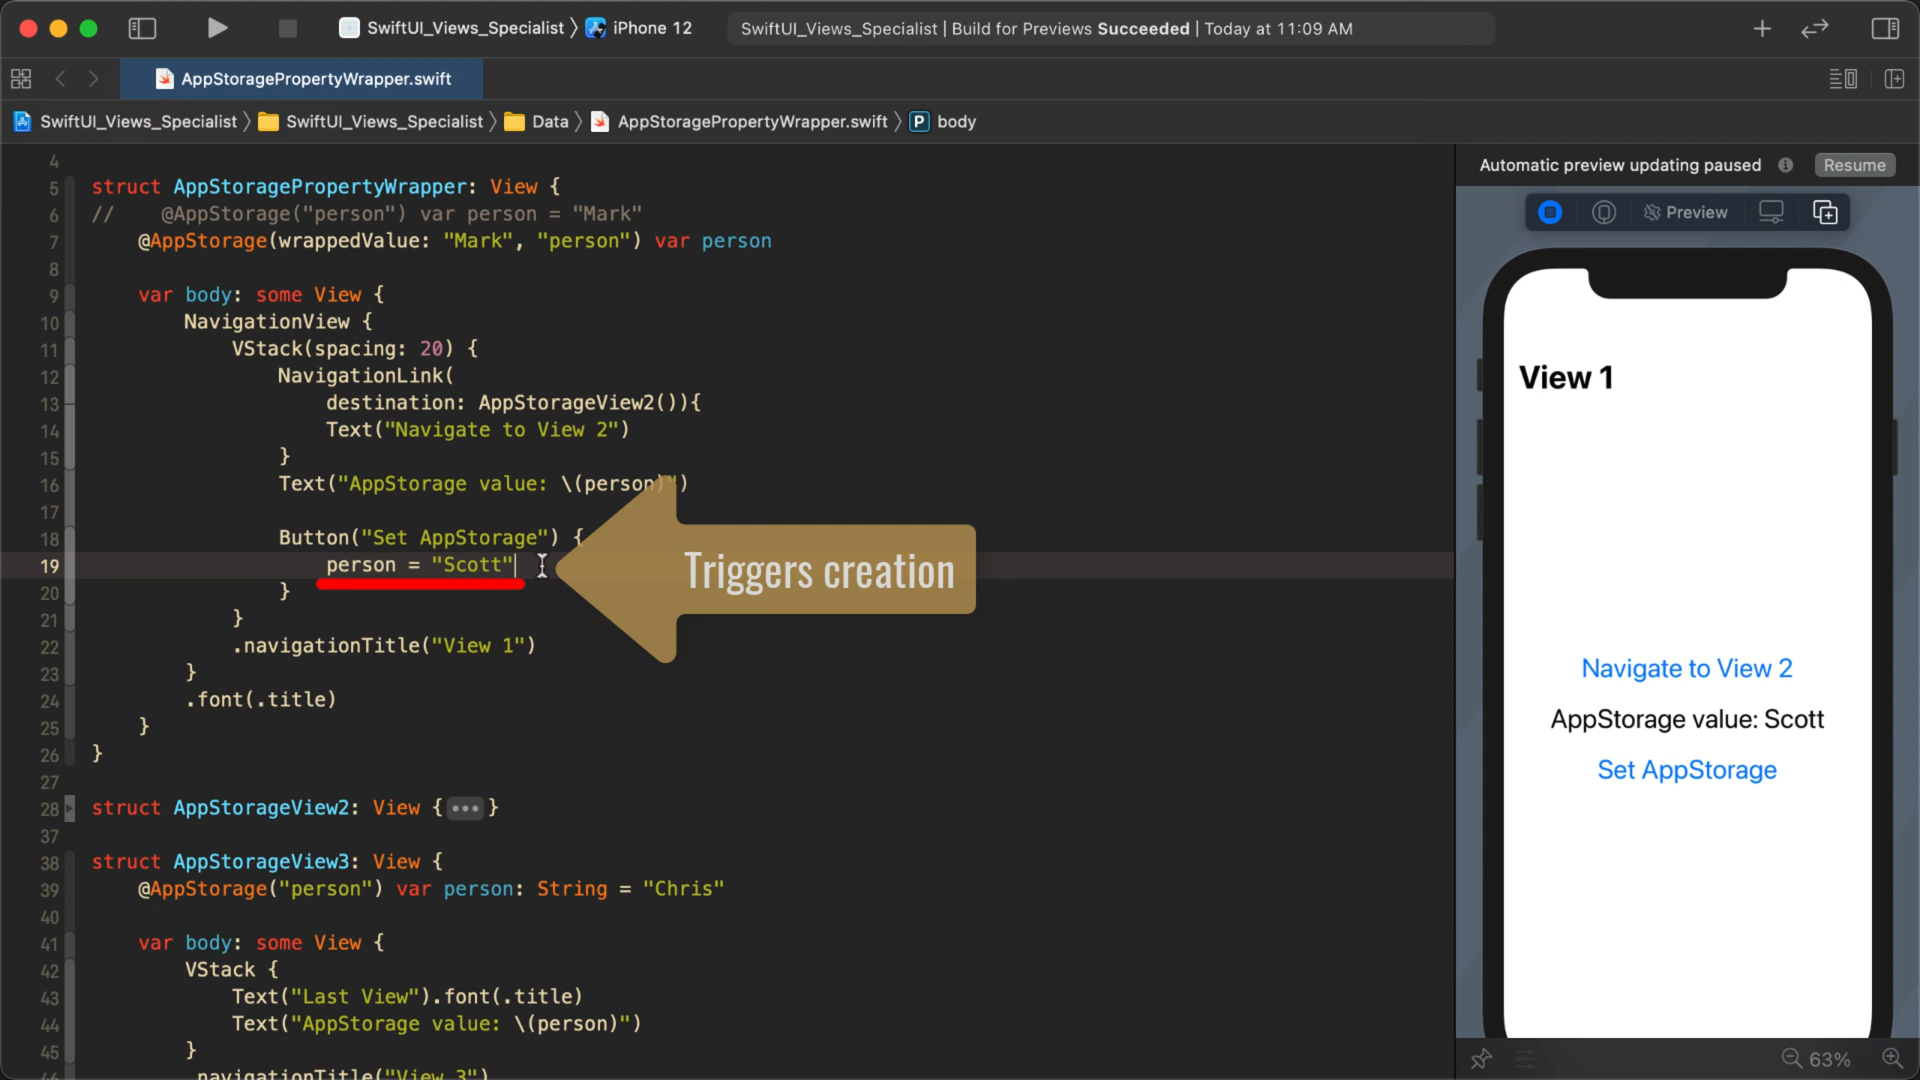 SwiftUI_Views_Specialist 〉 iPhone 12
SwiftUI_Views_Specialist | Build for Previews Succeeded | Today at 11:09 AM
AppStoragePropertyWrapper.swift
SwiftUI_Views_Specialist 〉 SwiftUI_Views_Specialist 〉 Data 〉 AppStoragePropertyWrapper.swift 〉 P body
4
5 struct AppStoragePropertyWrapper: View {
6 //    @AppStorage("person") var person = "Mark"
7     @AppStorage(wrappedValue: "Mark", "person") var person
8
9     var body: some View {
10         NavigationView {
11             VStack(spacing: 20) {
12                 NavigationLink(
13                     destination: AppStorageView2()){
14                     Text("Navigate to View 2")
15                 }
16                 Text("AppStorage value: \(person)")
17
18                 Button("Set AppStorage") {
19                     person = "Scott"
20                 }
21             }
22             .navigationTitle("View 1")
23         }
24         .font(.title)
25     }
26 }
27
28 struct AppStorageView2: View {•••}
37
38 struct AppStorageView3: View {
39     @AppStorage("person") var person: String = "Chris"
40
41     var body: some View {
42         VStack {
43             Text("Last View").font(.title)
44             Text("AppStorage value: \(person)")
45         }
46         .navigationTitle("View 3")
Triggers creation
Automatic preview updating paused
Resume
Preview
View 1
Navigate to View 2
AppStorage value: Scott
Set AppStorage
63%